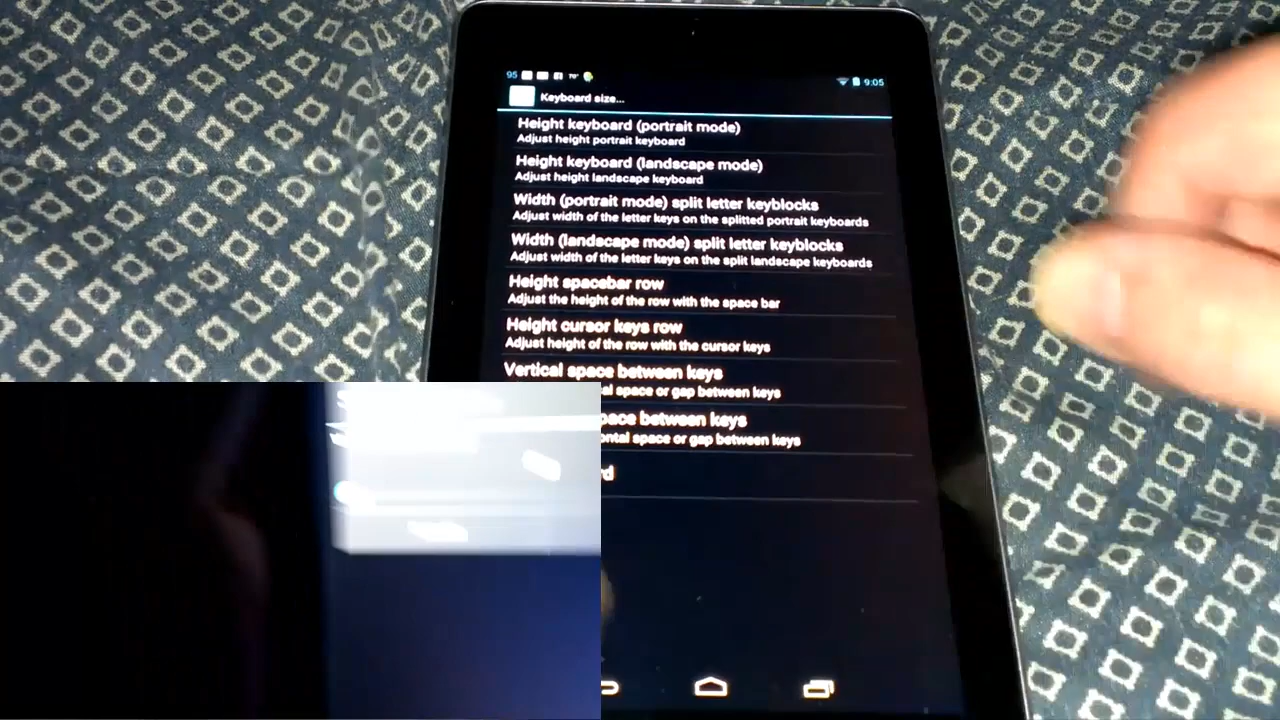 95 70° 9:05
Keyboard size...
Height keyboard (portrait mode)
Adjust height portrait keyboard
Height keyboard (landscape mode)
Adjust height landscape keyboard
Width (portrait mode) split letter keyblocks
Adjust width of the letter keys on the splitted portrait keyboards
Width (landscape mode) split letter keyblocks
Adjust width of the letter keys on the split landscape keyboards
Height spacebar row
Adjust the height of the row with the space bar
Height cursor keys row
Adjust height of the row with the cursor keys
Vertical space between keys
space or gap between keys
between keys
space or gap between keys